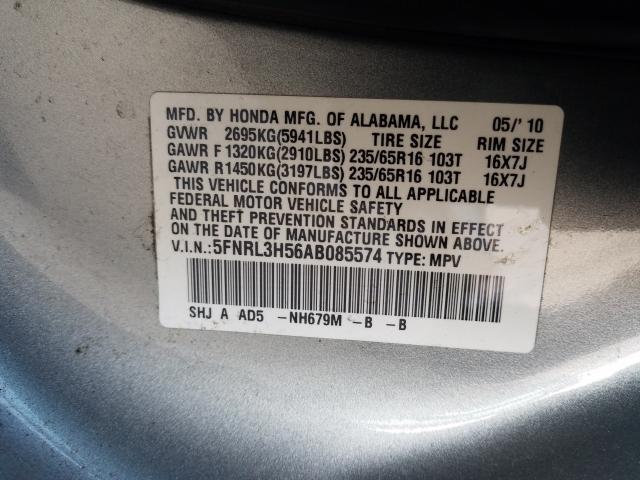 MFD. BY HONDA MFG. OF ALABAMA, LLC 05/' 10
GVWR 2695KG(5941LBS) TIRE SIZE RIM SIZE
GAWR F 1320KG(2910LBS) 235/65R16 103T 16X7J
GAWR R1450KG(3197LBS) 235/65R16 103T 16X7J
THIS VEHICLE CONFORMS TO ALL APPLICABLE
FEDERAL MOTOR VEHICLE SAFETY
AND THEFT PREVENTION STANDARDS IN EFFECT
ON THE DATE OF MANUFACTURE SHOWN ABOVE.
V.I.N.:5FNRL3H56AB085574 TYPE: MPV
SHJ A AD5 -NH679M -B -B